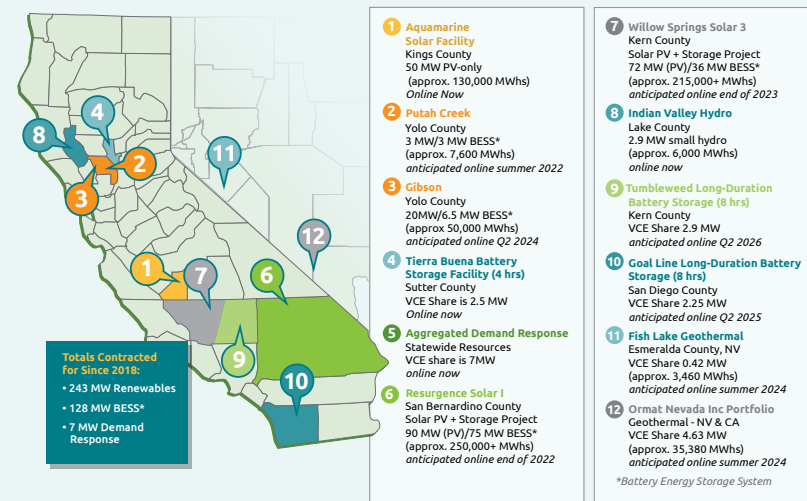 4
8
11
2
3
12
1
7
6
9
10
Totals Contracted
for Since 2018:
• 243 MW Renewables
• 128 MW BESS*
• 7 MW Demand
Response
1 Aquamarine
Solar Facility
Kings County
50 MW PV-only
(approx. 130,000 MWhs)
Online Now
2 Putah Creek
Yolo County
3 MW/3 MW BESS*
(approx. 7,600 MWhs)
anticipated online summer 2022
3 Gibson
Yolo County
20MW/6.5 MW BESS*
(approx 50,000 MWhs)
anticipated online Q2 2024
4 Tierra Buena Battery
Storage Facility (4 hrs)
Sutter County
VCE Share is 2.5 MW
Online now
5 Aggregated Demand Response
Statewide Resources
VCE share is 7MW
online now
6 Resurgence Solar I
San Bernardino County
Solar PV + Storage Project
90 MW (PV)/75 MW BESS*
(approx. 250,000+ MWhs)
anticipated online end of 2022
7 Willow Springs Solar 3
Kern County
Solar PV + Storage Project
72 MW (PV)/36 MW BESS*
(approx. 215,000+ MWhs)
anticipated online end of 2023
8 Indian Valley Hydro
Lake County
2.9 MW small hydro
(approx. 6,000 MWhs)
online now
9 Tumbleweed Long-Duration
Battery Storage (8 hrs)
Kern County
VCE Share 2.9 MW
anticipated online Q2 2026
10 Goal Line Long-Duration Battery
Storage (8 hrs)
San Diego County
VCE Share 2.25 MW
anticipated online Q2 2025
11 Fish Lake Geothermal
Esmeralda County, NV
VCE Share 0.42 MW
(approx. 3,460 MWhs)
anticipated online summer 2024
12 Ormat Nevada Inc Portfolio
Geothermal - NV & CA
VCE Share 4.63 MW
(approx. 35,380 MWhs)
anticipated online summer 2024
*Battery Energy Storage System